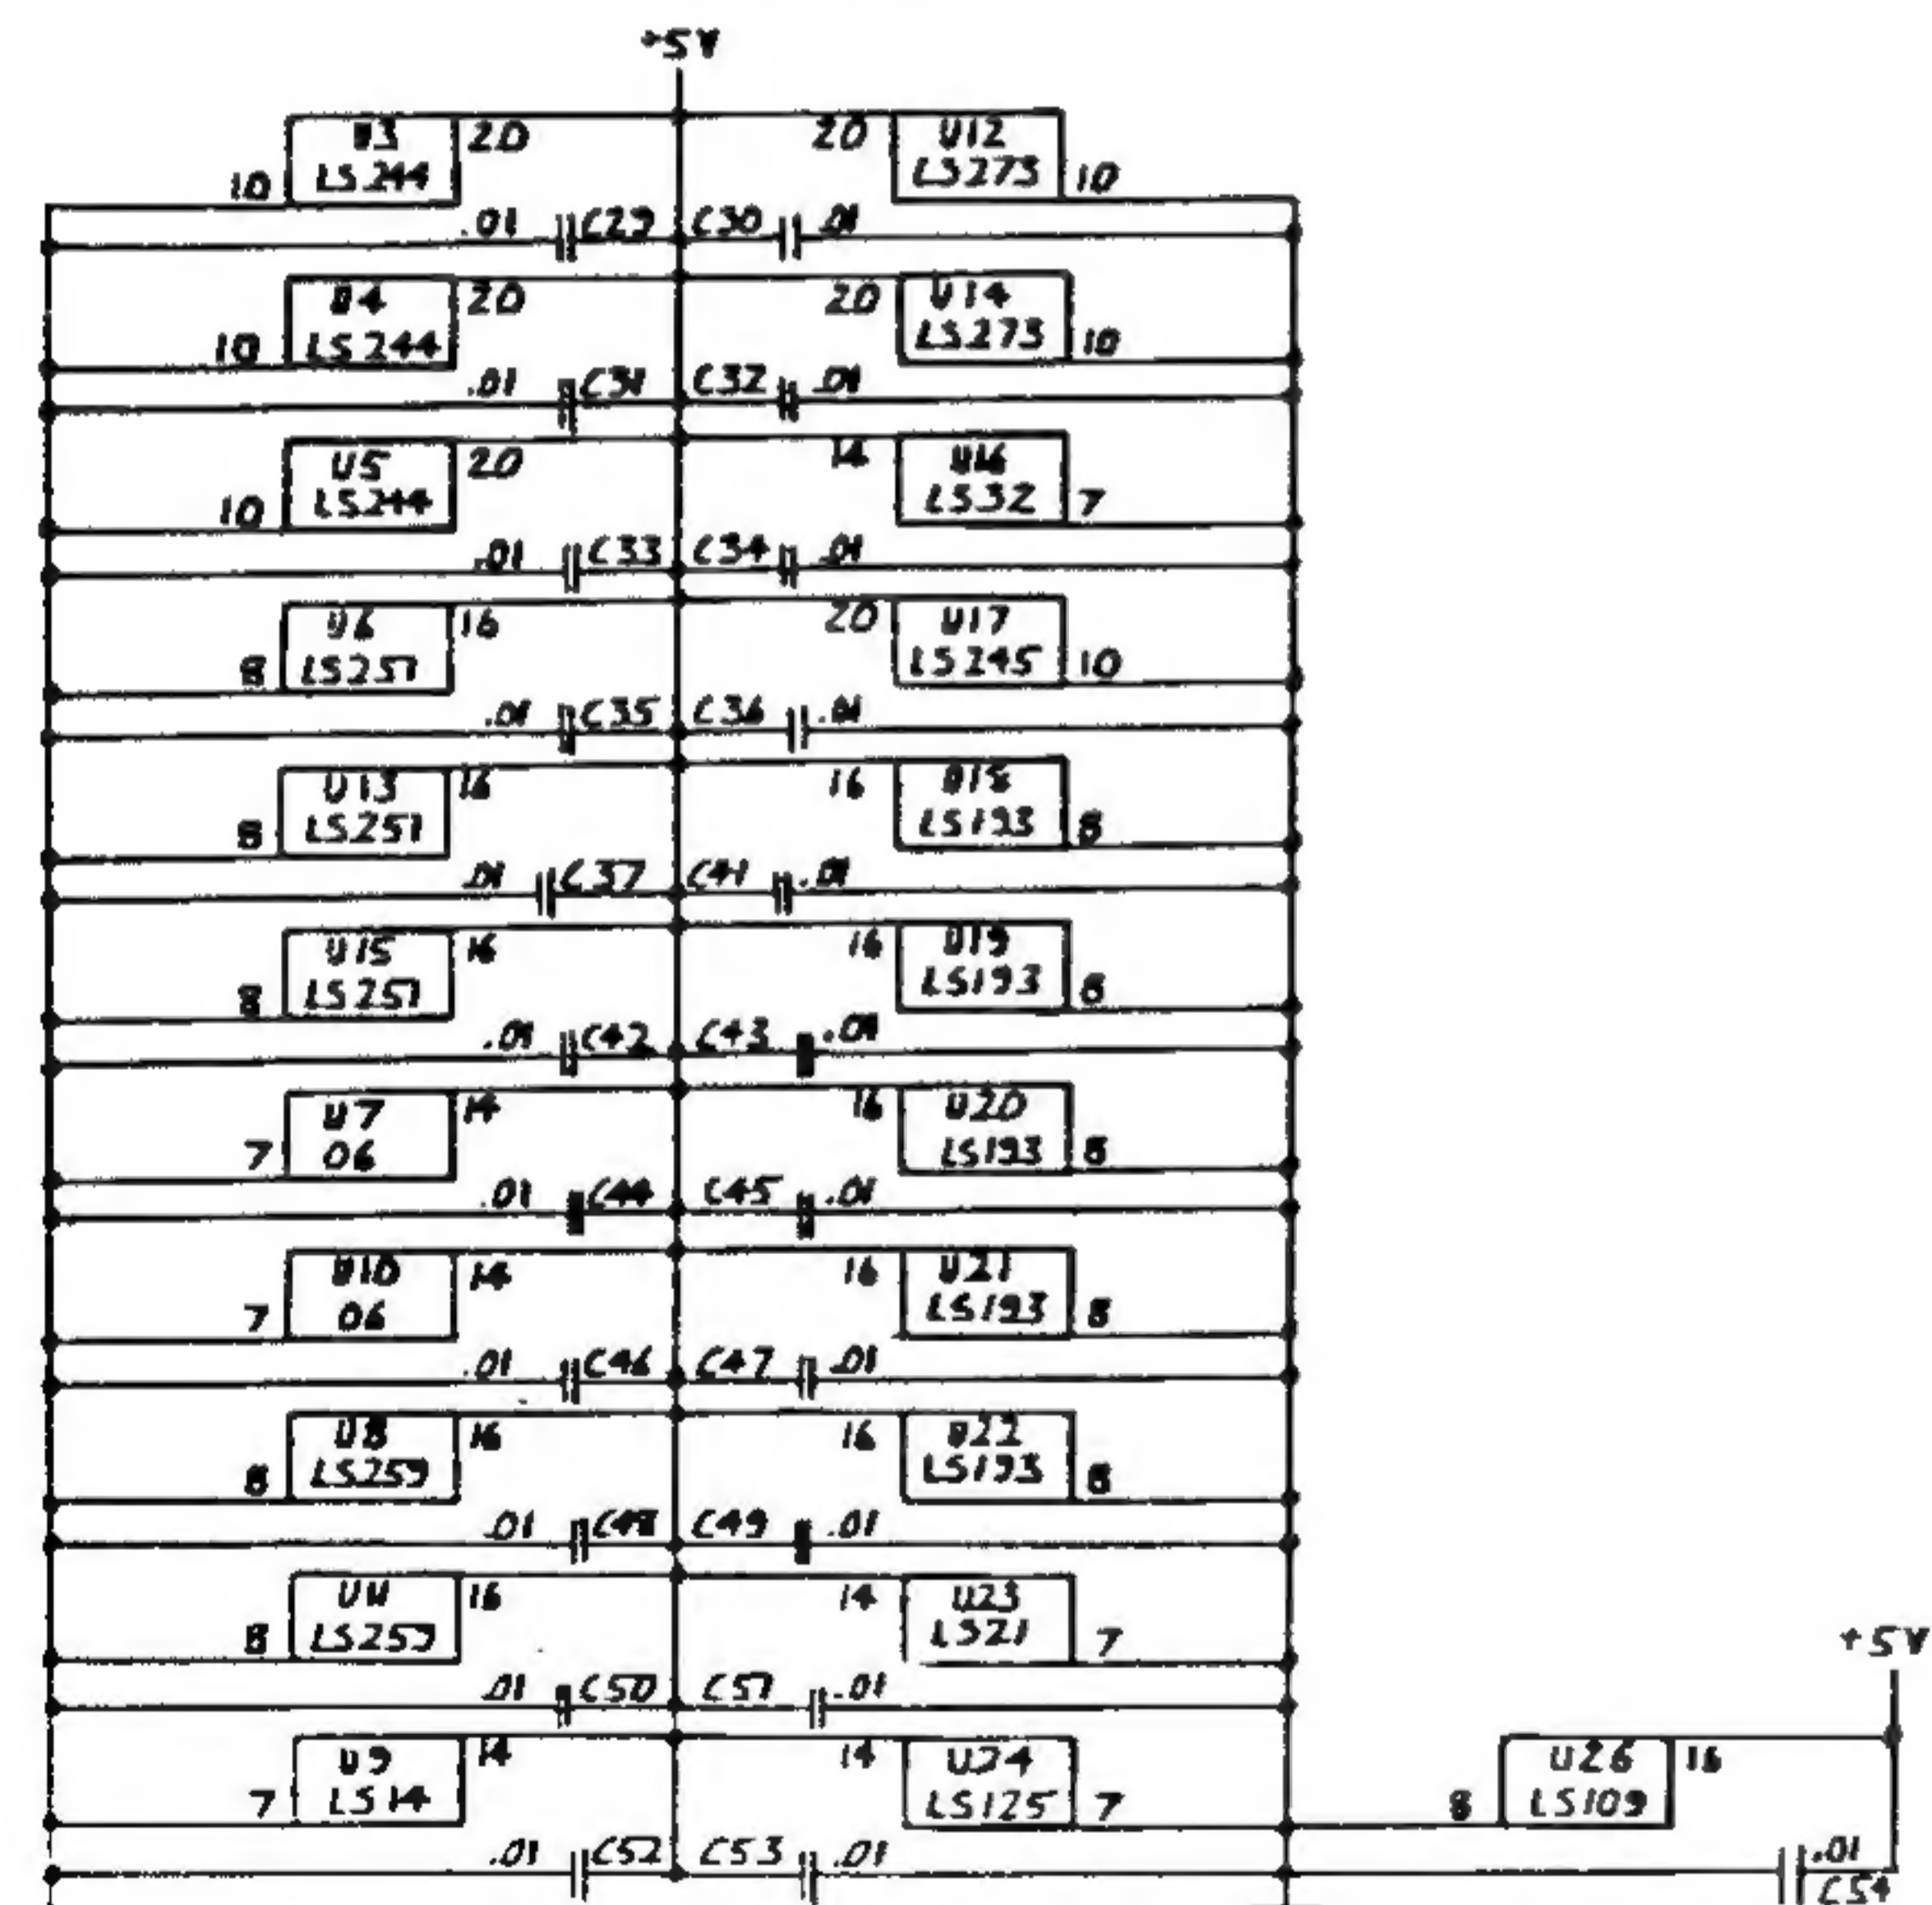 +5V
U3
LS244
10
20
20
U12
LS273
10
.01
C29
C30
.01
U4
LS244
10
20
20
U14
LS273
10
.01
C31
C32
.01
U5
LS244
10
20
14
U16
LS32
7
.01
C33
C34
.01
U6
LS257
8
16
20
U17
LS245
10
.01
C35
C36
.01
U13
LS257
8
16
16
U18
LS193
8
.01
C37
C41
.01
U15
LS257
8
16
16
U19
LS193
8
.01
C42
C43
.01
U7
06
7
14
16
U20
LS193
8
.01
C44
C45
.01
U10
06
7
14
16
U21
LS193
8
.01
C46
C47
.01
U8
LS259
8
16
16
U22
LS193
8
.01
C48
C49
.01
U11
LS259
8
16
14
U23
LS21
7
.01
C50
C51
.01
U9
LS14
7
14
14
U24
LS125
7
.01
C52
C53
.01
+5V
U26
LS109
8
16
.01
C54